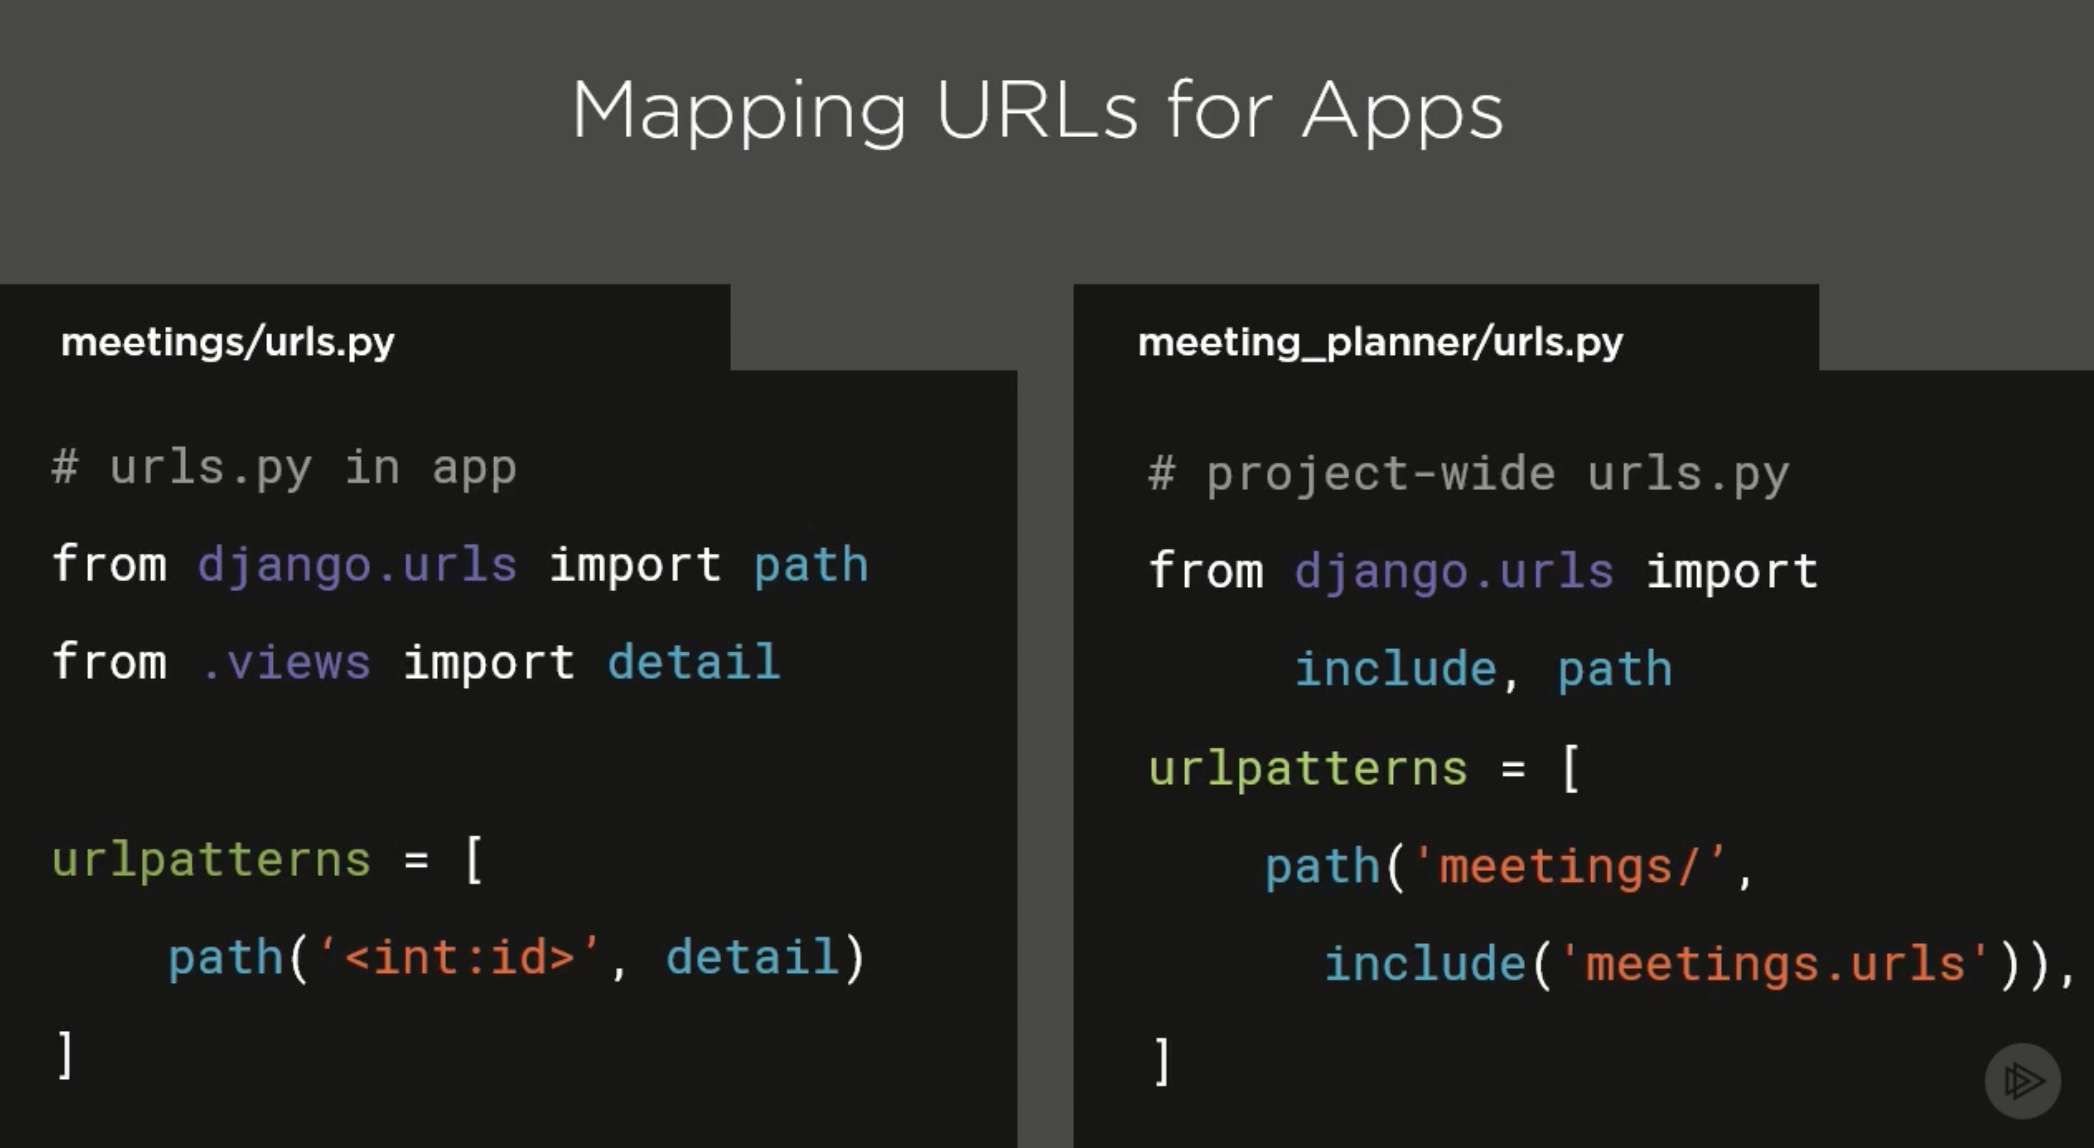 Mapping URLs for Apps
meetings/urls.py
# urls.py in app
from django.urls import path
from .views import detail
urlpatterns = [
path(‘<int:id>’, detail)
]
meeting_planner/urls.py
# project-wide urls.py
from django.urls import
include, path
urlpatterns = [
path('meetings/’,
include('meetings.urls')),
]